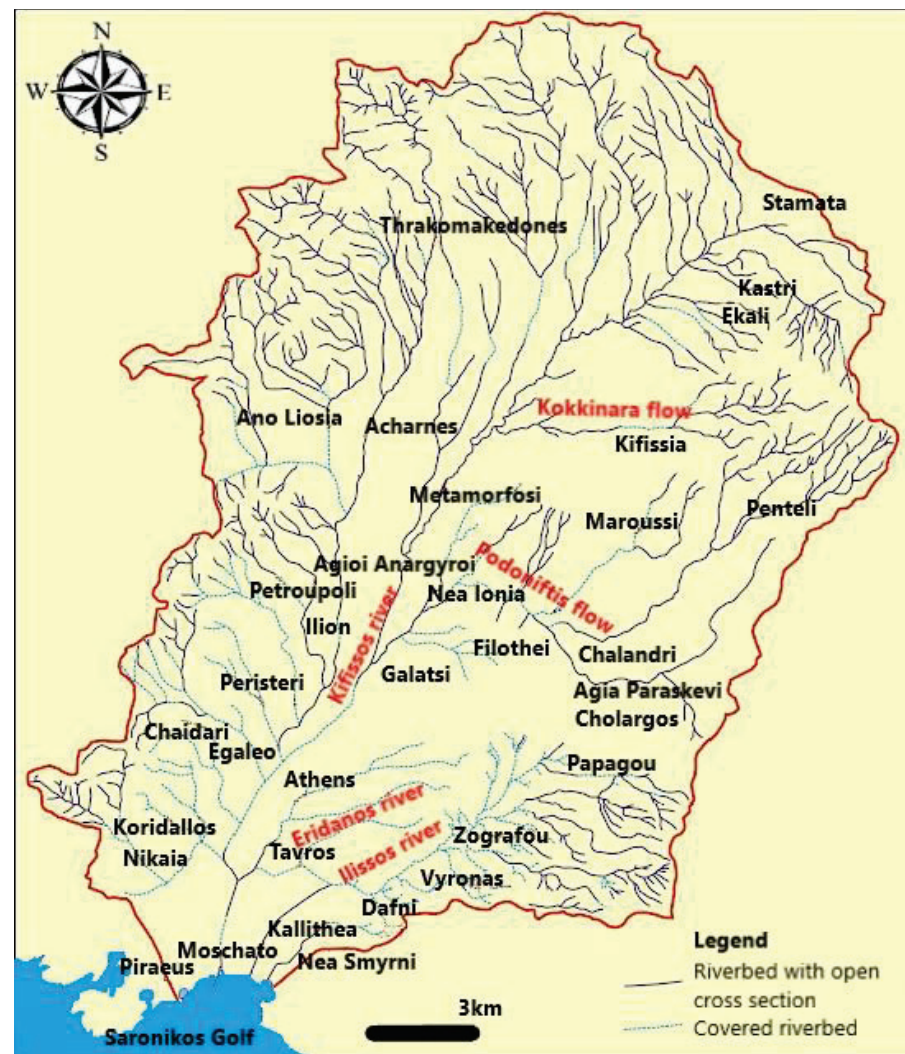 N
W
E
S
Stamata
Thrakomakedones
Kastri
Ekali
Kokkinara flow
Ano Liosia
Acharnes
Kifissia
Metamorfosi
Maroussi
Penteli
Agioi Anargyroi
Podoniftis flow
Petroupoli
Nea Ionia
Ilion
Kifissos river
Filothei
Chalandri
Galatsi
Peristeri
Agia Paraskevi
Cholargos
Chaidari
Egaleo
Papagou
Athens
Eridanos river
Koridallos
Zografou
Nikaia
Tavros
Ilissos river
Vyronas
Dafni
Kallithea
Moschato
Nea Smyrni
Piraeus
Legend
Riverbed with open
cross section
Covered riverbed
3km
Saronikos Golf